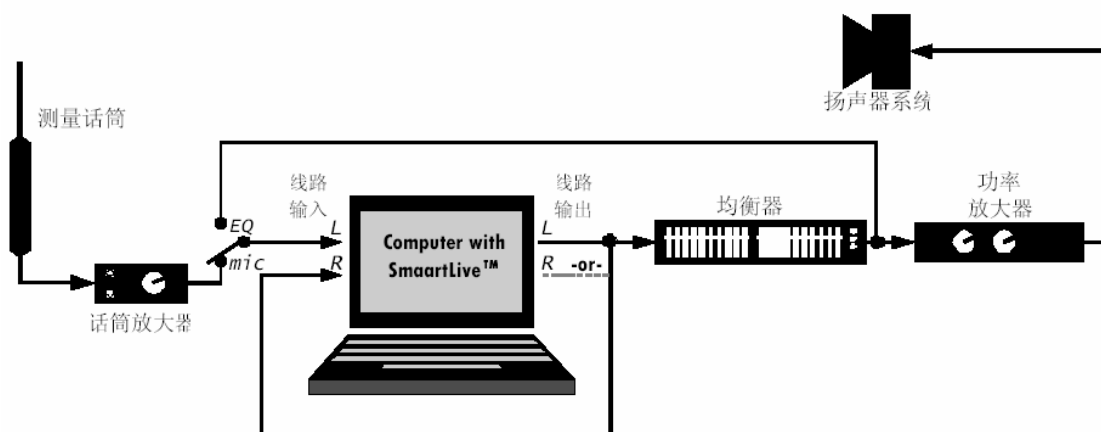 扬声器系统
测量话筒
线路
输入
线路
输出
均衡器
功率
放大器
EQ
mic
L
R
Computer with
SmaartLive™
L
R -or-
话筒放大器